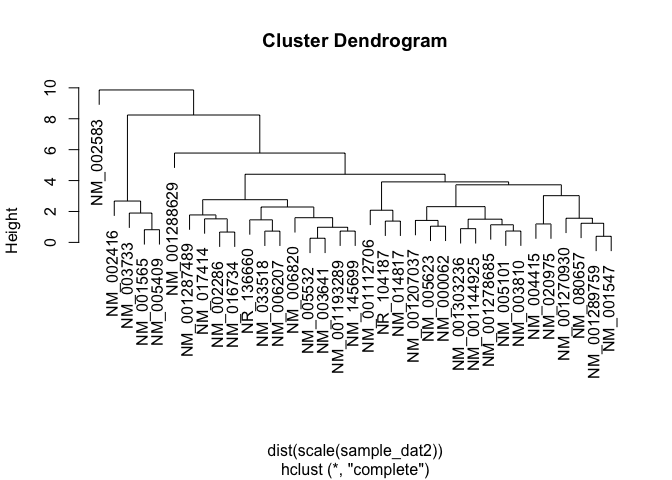 Cluster Dendrogram
Height
0
2
4
6
8
10
NM_002583
NM_002416
NM_003733
NM_001565
NM_005409
NM_001288629
NM_001287489
NM_017414
NM_002286
NM_016734
NR_136660
NM_033518
NM_006207
NM_006820
NM_005532
NM_003641
NM_001193289
NM_145699
NM_001112706
NR_104187
NM_014817
NM_001207037
NM_005623
NM_000062
NM_001303236
NM_001144925
NM_001278685
NM_005101
NM_003810
NM_004415
NM_020975
NM_001270930
NM_080657
NM_001289759
NM_001547
dist(scale(sample_dat2))
hclust (*, "complete")